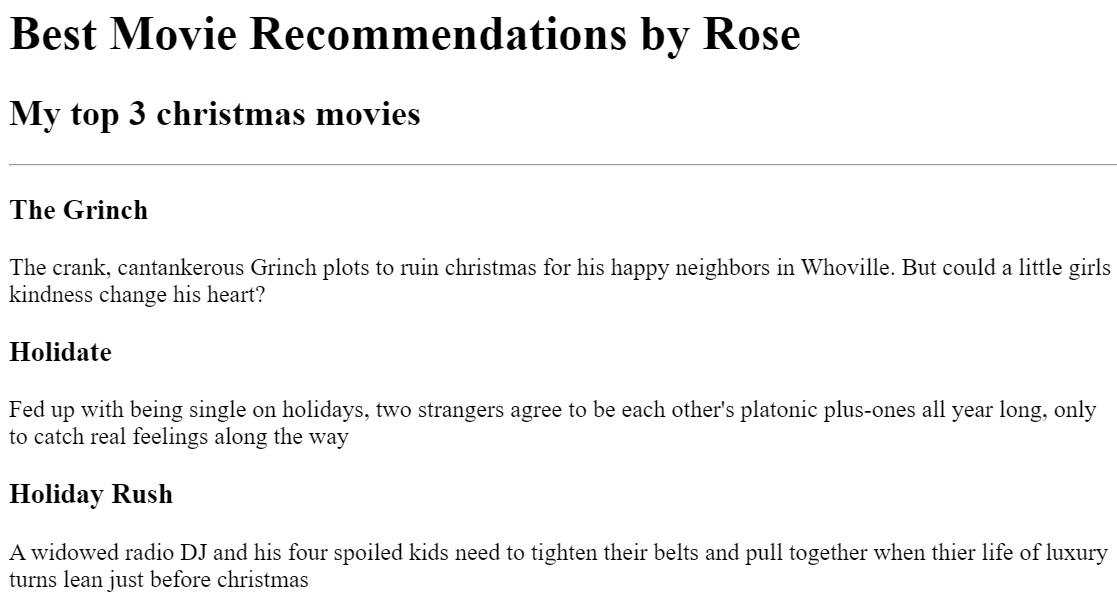 Best Movie Recommendations by Rose
My top 3 christmas movies
The Grinch
The crank, cantankerous Grinch plots to ruin christmas for his happy neighbors in Whoville. But could a little girls
kindness change his heart?
Holidate
Fed up with being single on holidays, two strangers agree to be each other's platonic plus-ones all year long, only
to catch real feelings along the way
Holiday Rush
A widowed radio DJ and his four spoiled kids need to tighten their belts and pull together when thier life of luxury
turns lean just before christmas